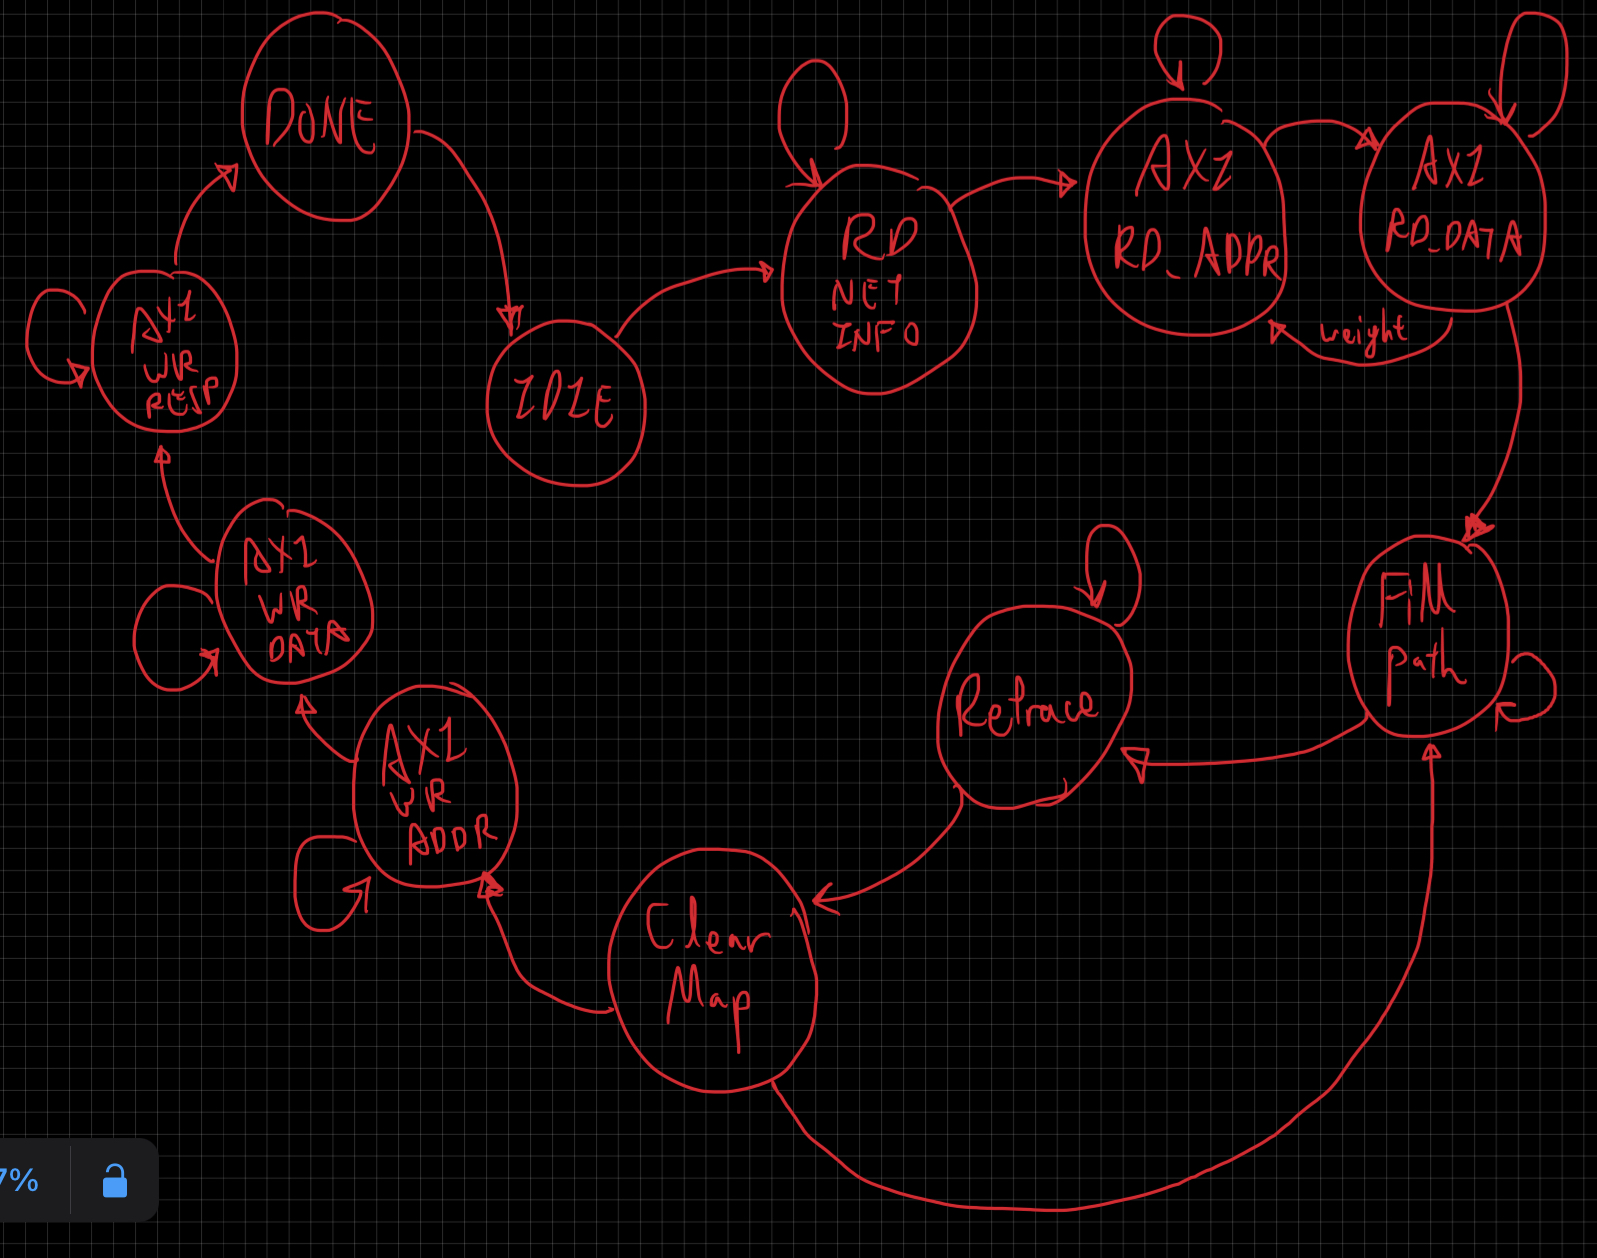 DONE
IDLE
RD
NET
INFO
AXI
RD_ADDR
AXI
RD_DATA
weight
Fill
Path
Retrace
Clear
Map
AXI
WR
ADDR
AXI
WR
DATA
AXI
WR
RESP
7%